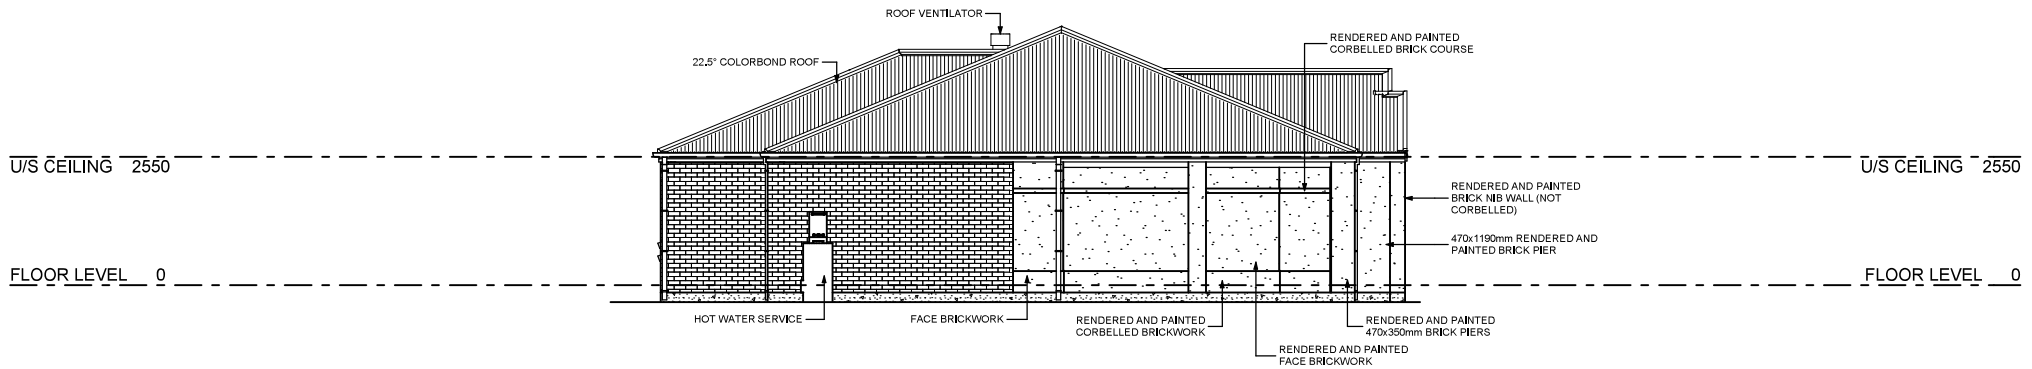 ROOF VENTILATOR
22.5° COLORBOND ROOF
RENDERED AND PAINTED
CORBELLED BRICK COURSE
U/S CEILING 2550
U/S CEILING 2550
RENDERED AND PAINTED
BRICK NIB WALL (NOT
CORBELLED)
470x1190mm RENDERED AND
PAINTED BRICK PIER
FLOOR LEVEL 0
FLOOR LEVEL 0
HOT WATER SERVICE
FACE BRICKWORK
RENDERED AND PAINTED
CORBELLED BRICKWORK
RENDERED AND PAINTED
470x350mm BRICK PIERS
RENDERED AND PAINTED
FACE BRICKWORK